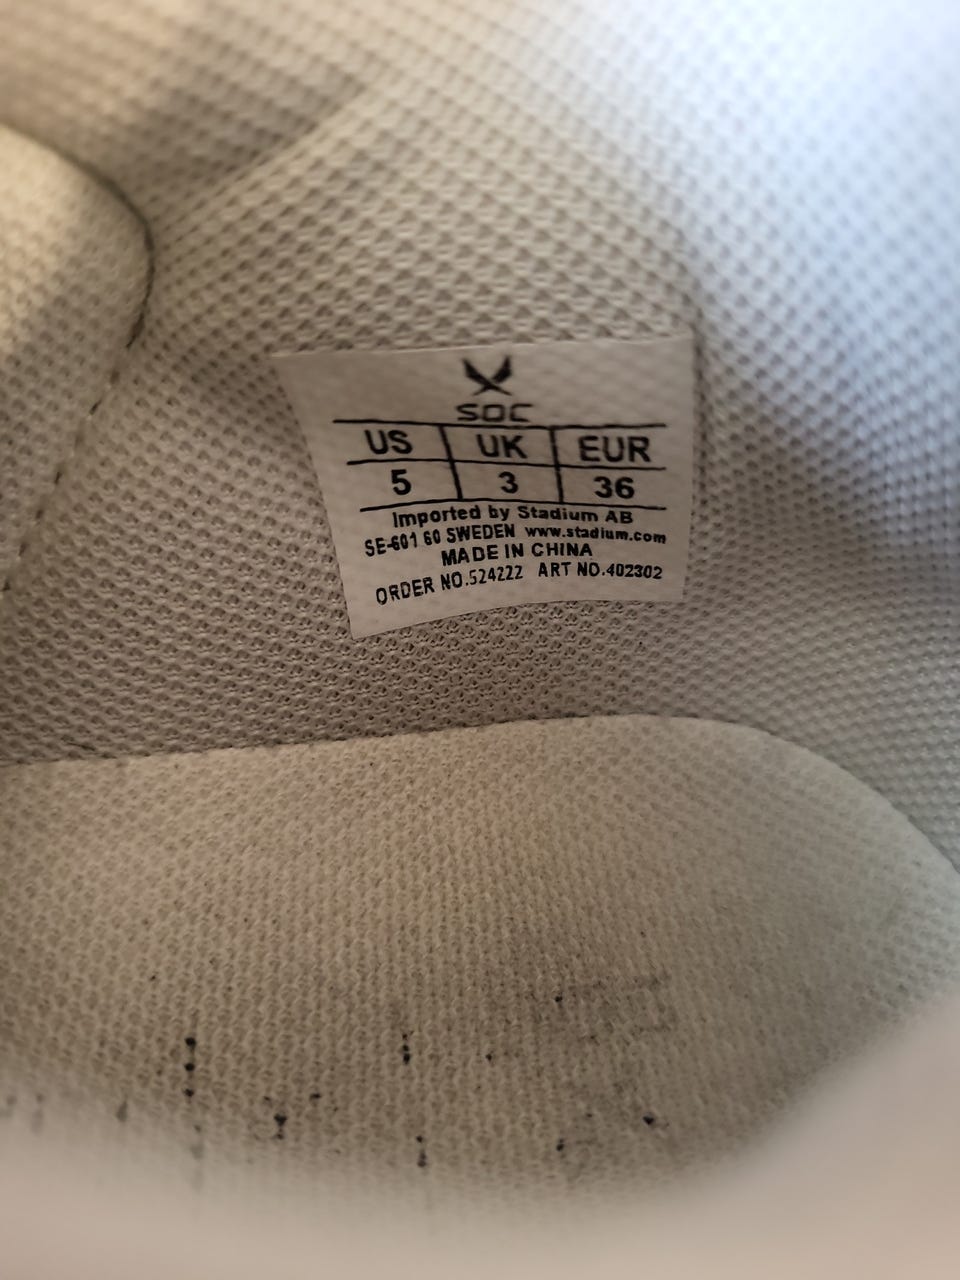 SOC
US UK EUR
5 3 36
Imported by Stadium AB
SE-601 60 SWEDEN www.stadium.com
MADE IN CHINA
ORDER NO.524222 ART NO.402302